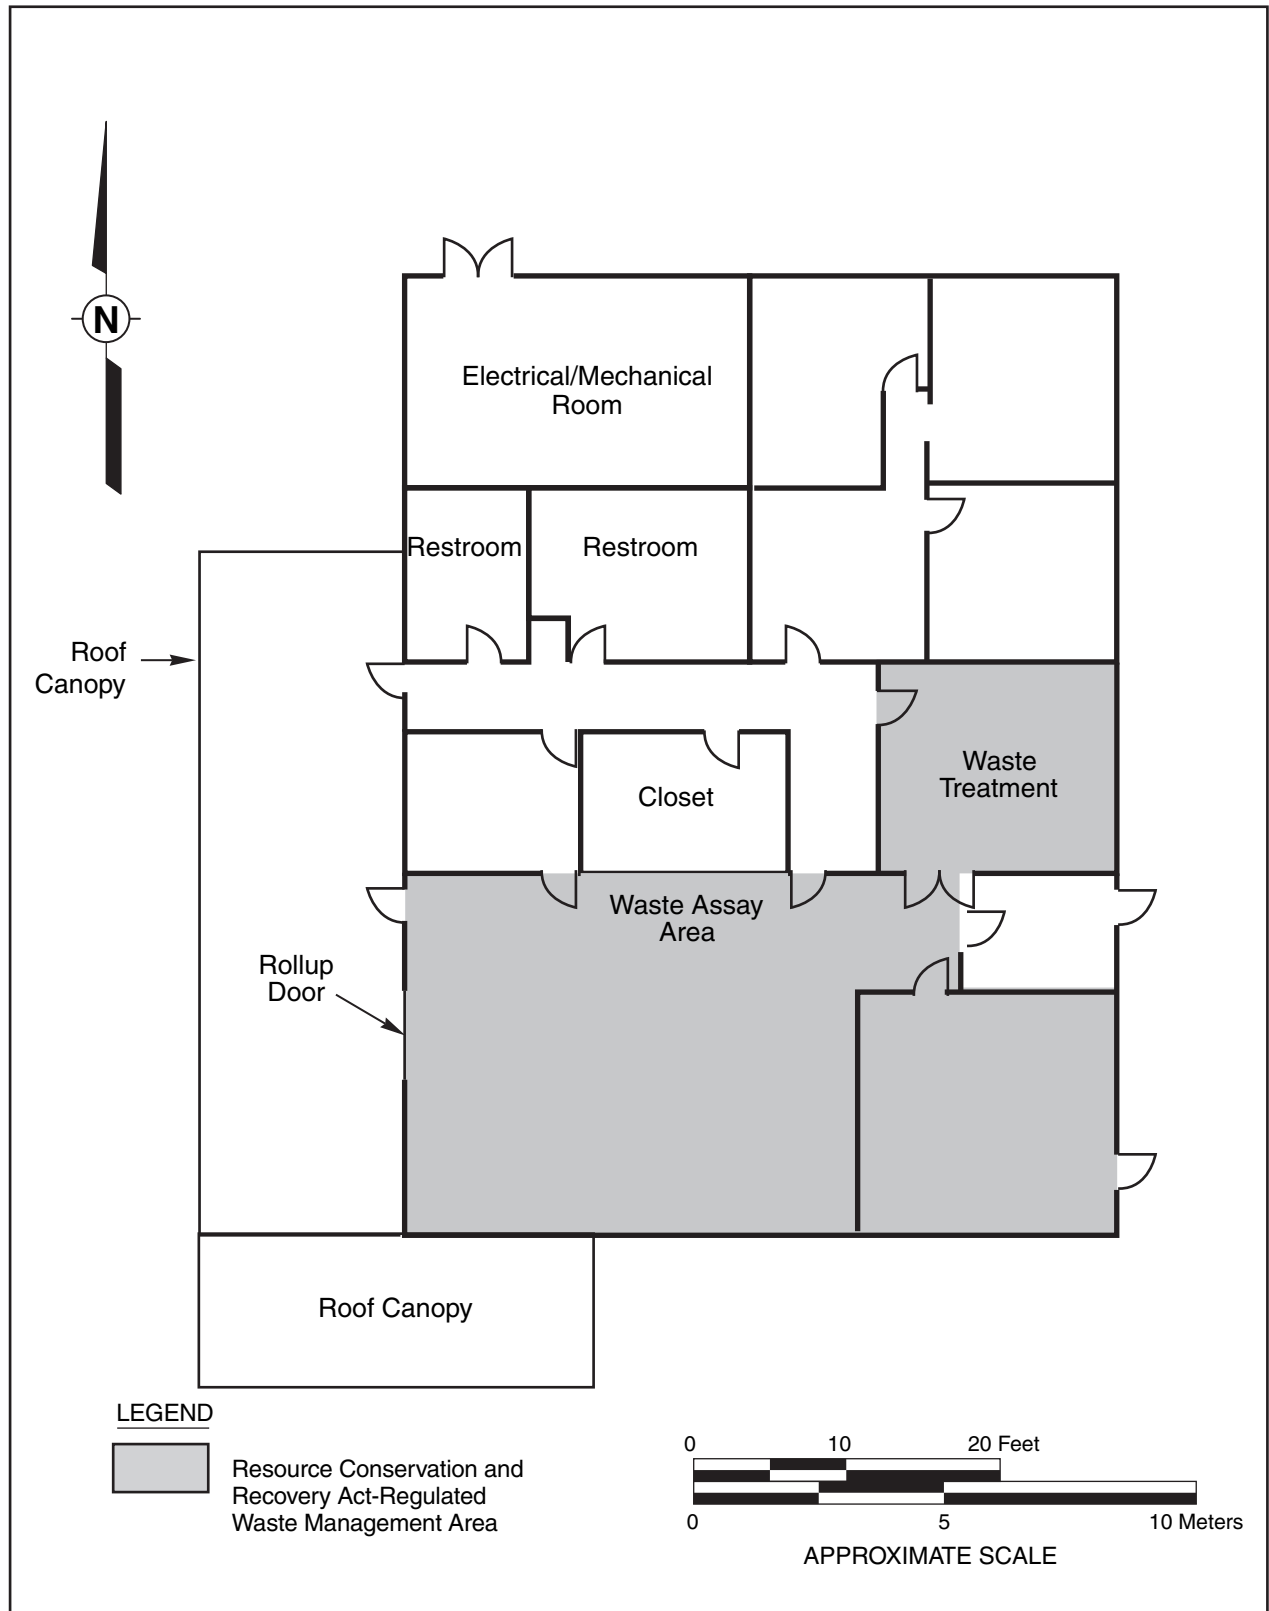 N
Electrical/Mechanical
Room
Restroom
Restroom
Roof
Canopy
Waste
Treatment
Closet
Waste Assay
Area
Rollup
Door
Roof Canopy
LEGEND
Resource Conservation and
Recovery Act-Regulated
Waste Management Area
0 10 20 Feet
0 5 10 Meters
APPROXIMATE SCALE